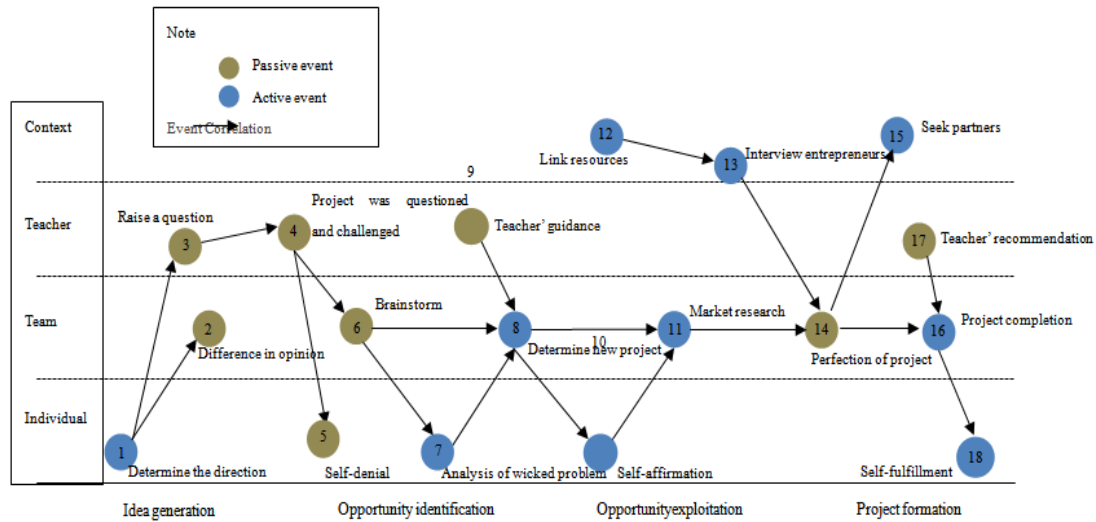 Note
Passive event
Active event
Event Correlation
Context
12
Link resources
13
Interview entrepreneurs
15
Seek partners
9
Teacher
Raise a question
3
4
Project was questioned
and challenged
Teacher' guidance
17
Teacher' recommendation
Team
2
Difference in opinion
Brainstorm
6
8
Determine new project
10
11
Market research
14
Perfection of project
16
Project completion
Individual
1
Determine the direction
5
Self-denial
7
Analysis of wicked problem
Self-affirmation
18
Self-fulfillment
Idea generation
Opportunity identification
Opportunityexploitation
Project formation